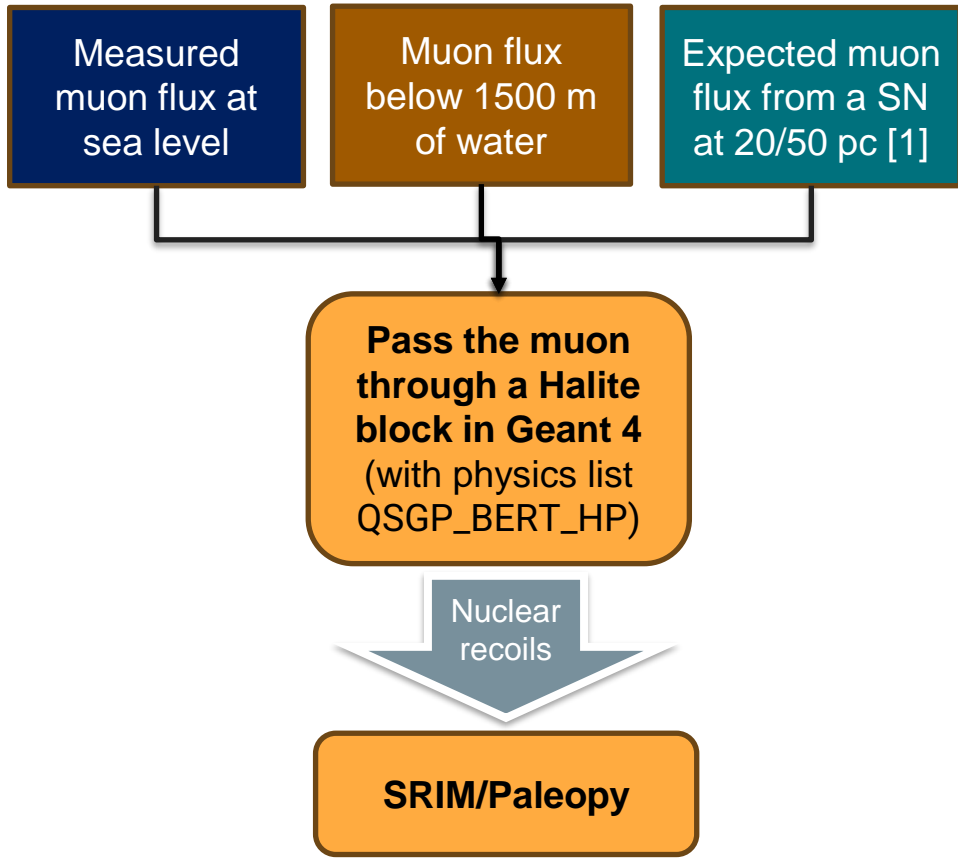 Measured
muon flux at
sea level
Muon flux
below 1500 m
of water
Expected muon
flux from a SN
at 20/50 pc [1]
Pass the muon
through a Halite
block in Geant 4
(with physics list
QSGP_BERT_HP)
Nuclear
recoils
SRIM/Paleopy